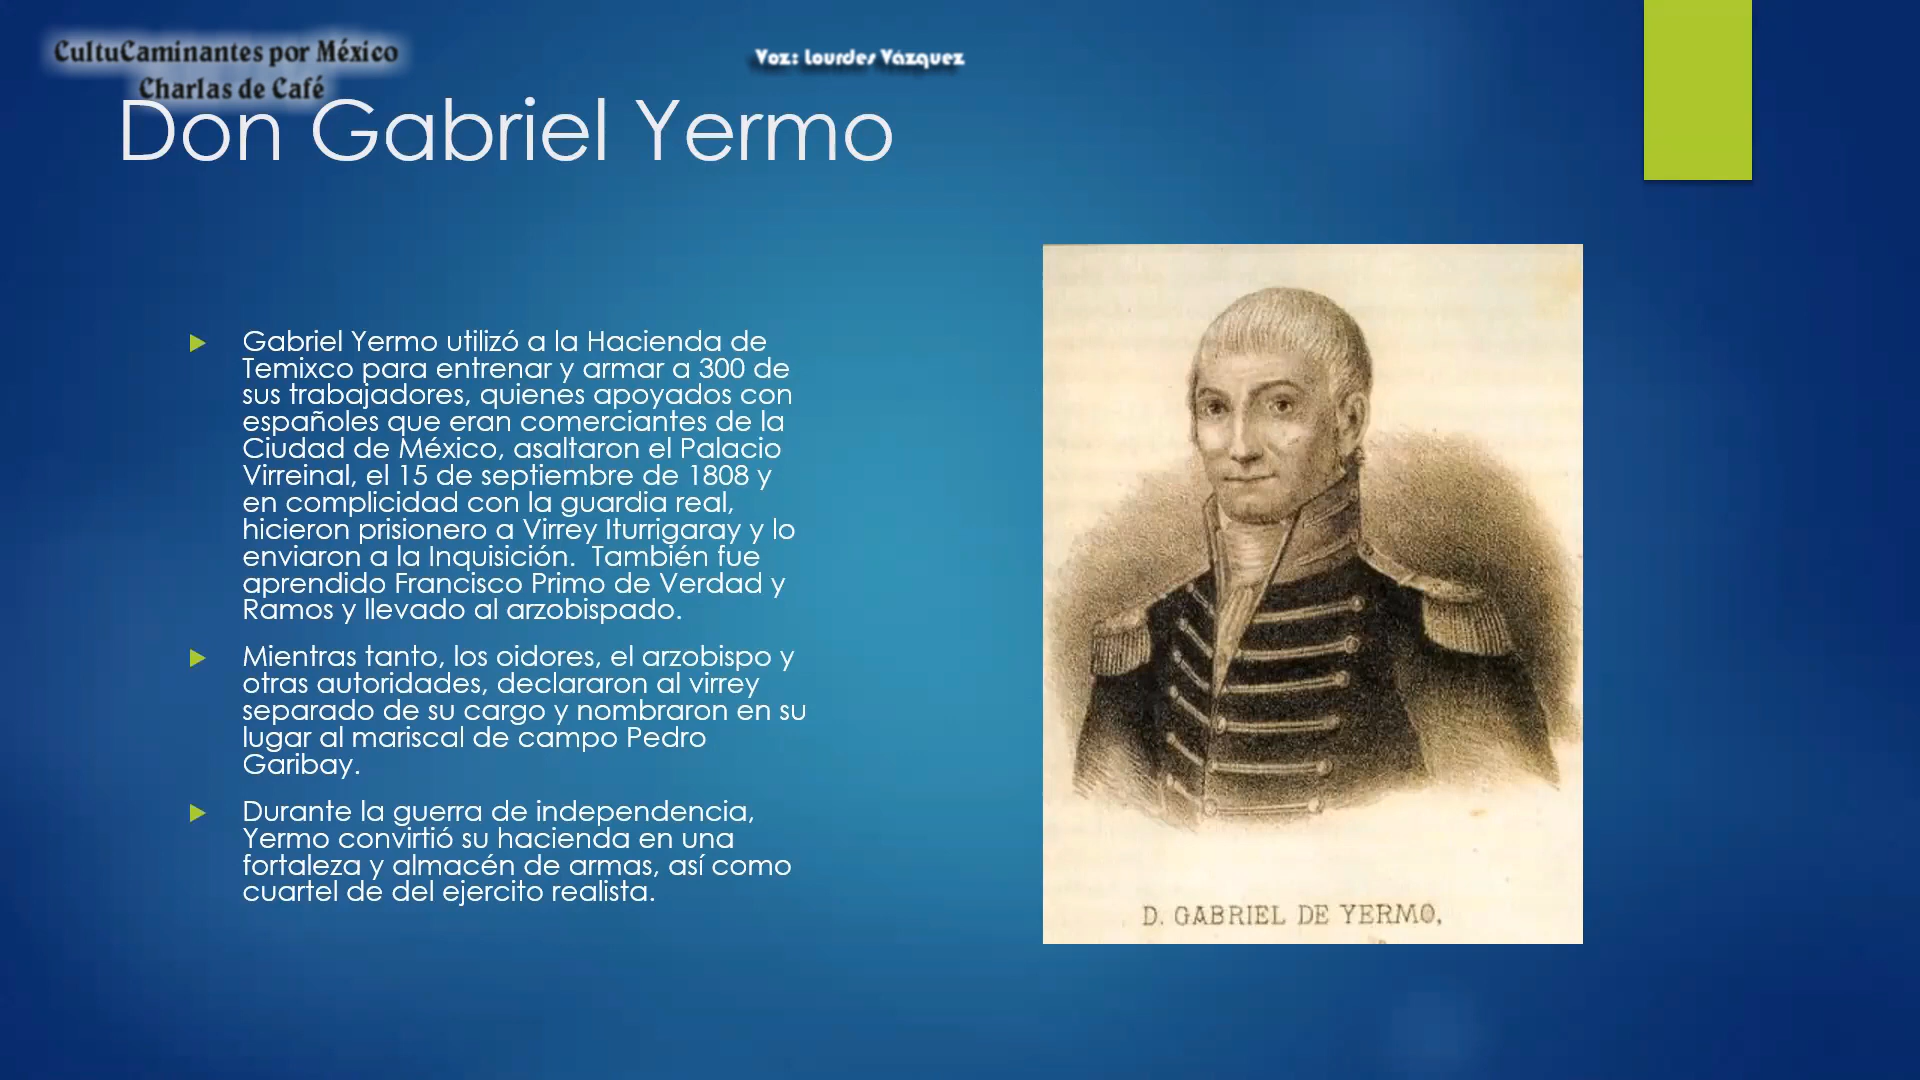 CultuCaminantes por México
Charlas de Café
Voz: Lourdes Vázquez
Don Gabriel Yermo
Gabriel Yermo utilizó a la Hacienda de
Temixco para entrenar y armar a 300 de
sus trabajadores, quienes apoyados con
españoles que eran comerciantes de la
Ciudad de México, asaltaron el Palacio
Virreinal, el 15 de septiembre de 1808 y
en complicidad con la guardia real,
hicieron prisionero a Virrey Iturrigaray y lo
enviaron a la Inquisición.  También fue
aprendido Francisco Primo de Verdad y
Ramos y llevado al arzobispado.
Mientras tanto, los oidores, el arzobispo y
otras autoridades, declararon al virrey
separado de su cargo y nombraron en su
lugar al mariscal de campo Pedro
Garibay.
Durante la guerra de independencia,
Yermo convirtió su hacienda en una
fortaleza y almacén de armas, así como
cuartel de del ejercito realista.
D. GABRIEL DE YERMO,